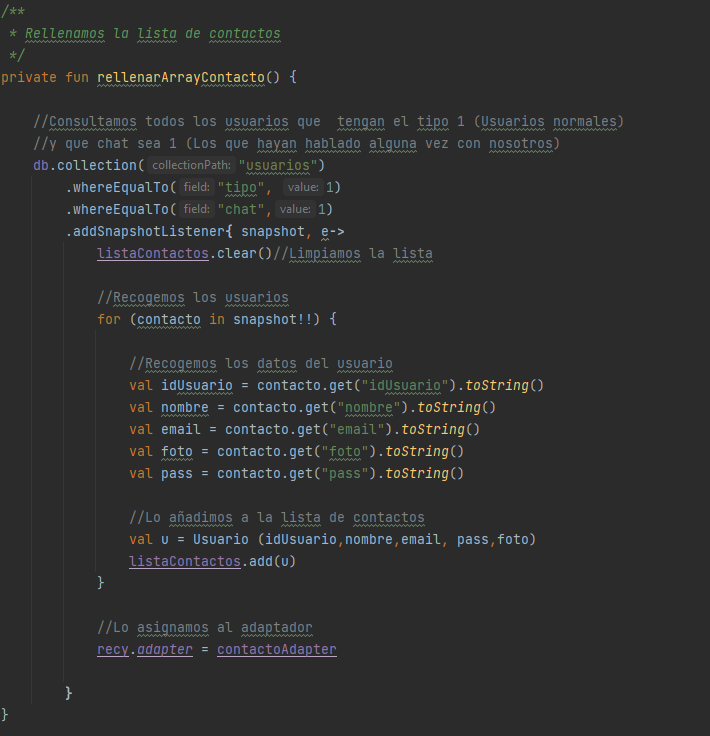 /**
 * Rellenamos la lista de contactos
 */
private fun rellenarArrayContacto() {
//Consultamos todos los usuarios que  tengan el tipo 1 (Usuarios normales)
//y que chat sea 1 (Los que hayan hablado alguna vez con nosotros)
db.collection( collectionPath: "usuarios")
.whereEqualTo( field: "tipo",  value: 1)
.whereEqualTo( field: "chat", value: 1)
.addSnapshotListener{ snapshot, e->
listaContactos.clear()//Limpiamos la lista
//Recogemos los usuarios
for (contacto in snapshot!!) {
//Recogemos los datos del usuario
val idUsuario = contacto.get("idUsuario").toString()
val nombre = contacto.get("nombre").toString()
val email = contacto.get("email").toString()
val foto = contacto.get("foto").toString()
val pass = contacto.get("pass").toString()
//Lo añadimos a la lista de contactos
val u = Usuario (idUsuario,nombre,email, pass,foto)
listaContactos.add(u)
}
//Lo asignamos al adaptador
recy.adapter = contactoAdapter
}
}